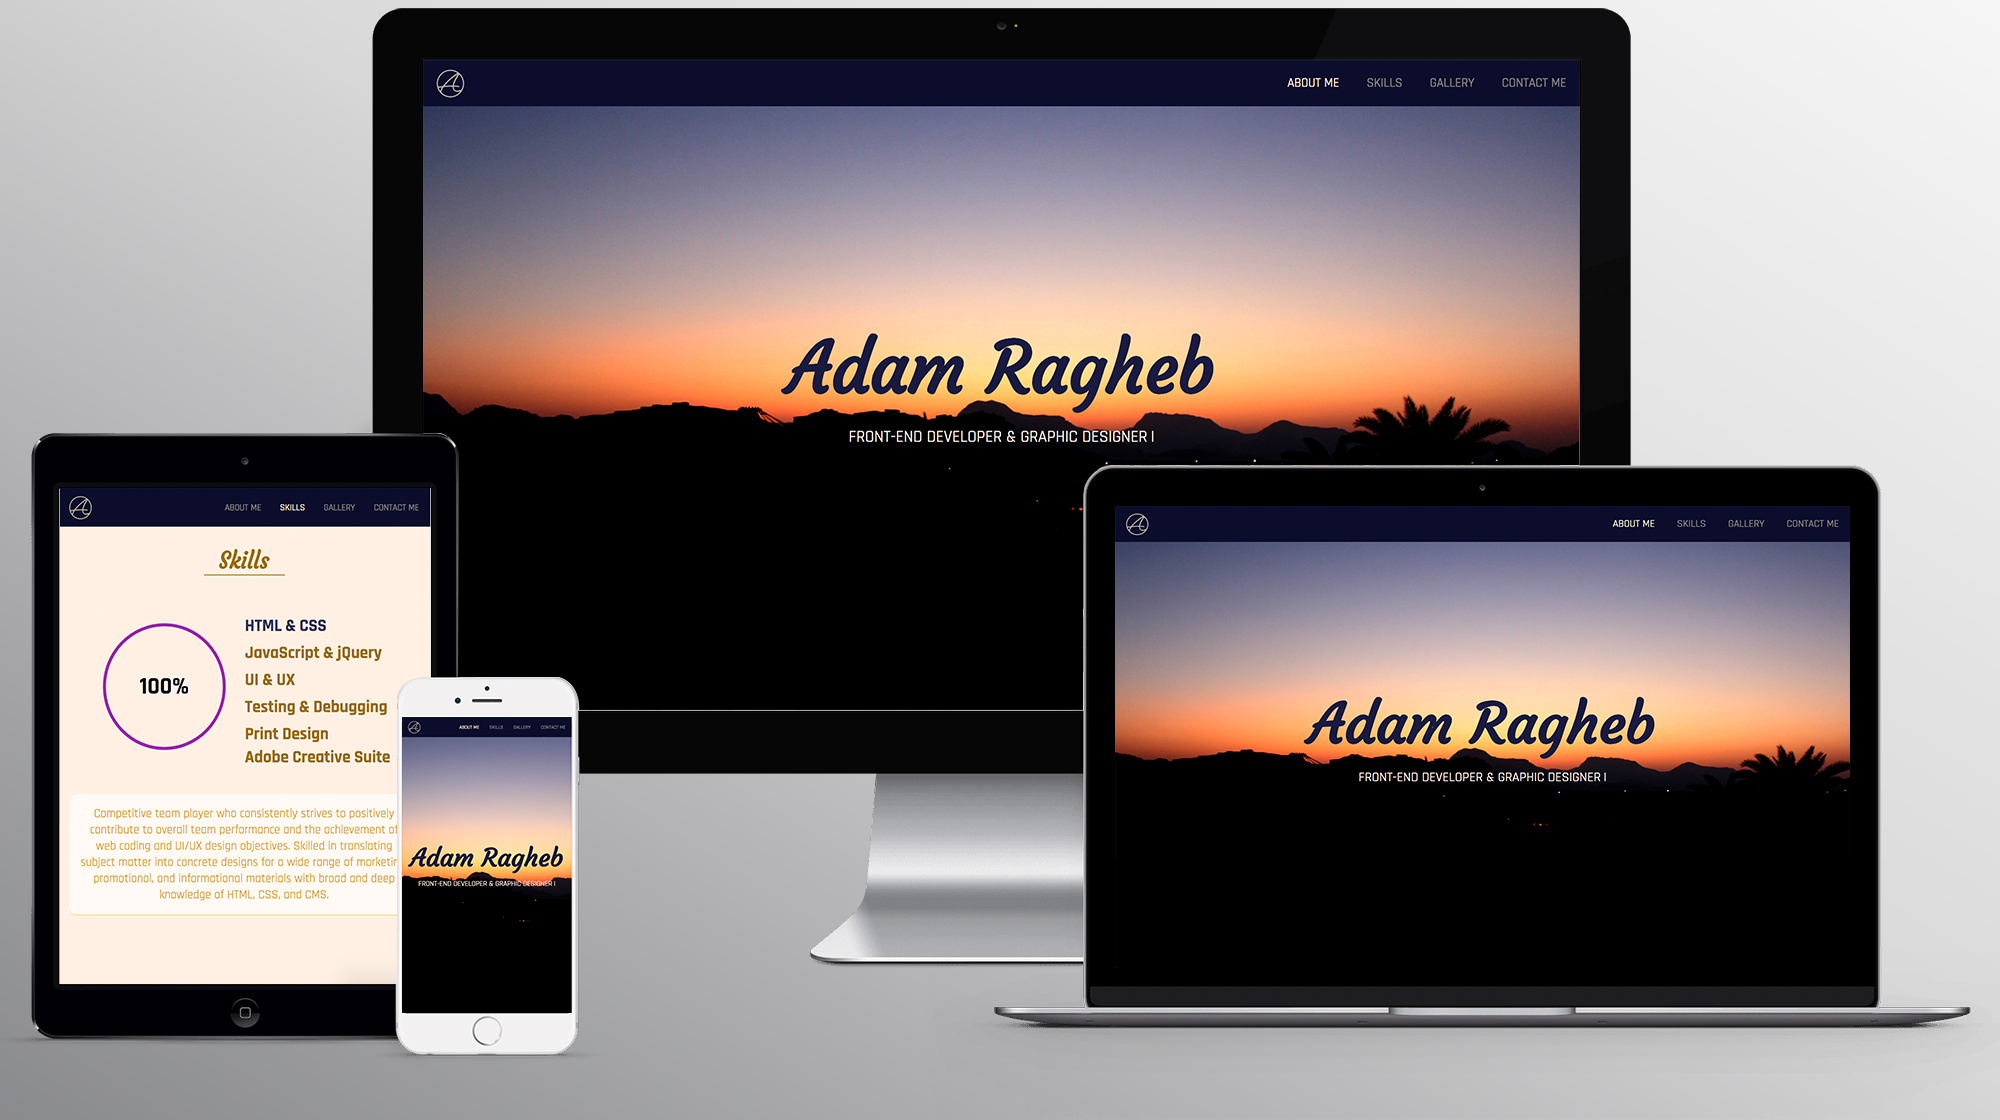 ABOUT ME SKILLS GALLERY CONTACT ME
Adam Ragheb
FRONT-END DEVELOPER & GRAPHIC DESIGNER |
ABOUT ME SKILLS GALLERY CONTACT ME
Skills
100%
HTML & CSS
JavaScript & jQuery
UI & UX
Testing & Debugging
Print Design
Adobe Creative Suite
Competitive team player who consistently strives to positively
contribute to overall team performance and the achievement of
web coding and UI/UX design objectives. Skilled in translating
subject matter into concrete designs for a wide range of marketin
promotional, and informational materials with broad and deep
knowledge of HTML, CSS, and CMS.
ABOUT ME SKILLS GALLERY CONTACT ME
Adam Ragheb
FRONT-END DEVELOPER & GRAPHIC DESIGNER |
ABOUT ME SKILLS GALLERY CONTACT ME
Adam Ragheb
FRONT-END DEVELOPER & GRAPHIC DESIGNER |